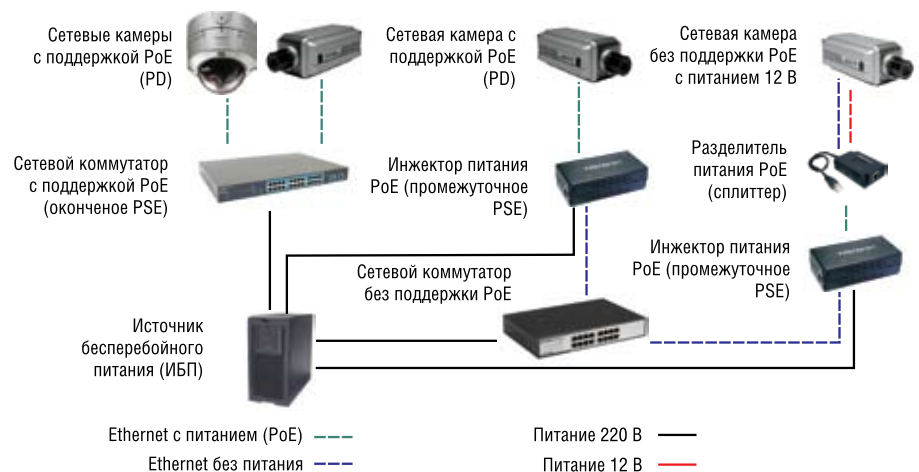 Сетевые камеры
с поддержкой PoE
(PD)
Сетевая камера с
поддержкой PoE
(PD)
Сетевая камера
без поддержки PoE
с питанием 12 В
Сетевой коммутатор
с поддержкой PoE
(оконченое PSE)
Инжектор питания
PoE (промежуточное
PSE)
Разделитель
питания PoE
(сплиттер)
Инжектор питания
PoE (промежуточное
PSE)
Сетевой коммутатор
без поддержки PoE
Источник
бесперебойного
питания (ИБП)
Ethernet с питанием (PoE)
Питание 220 В
Ethernet без питания
Питание 12 В